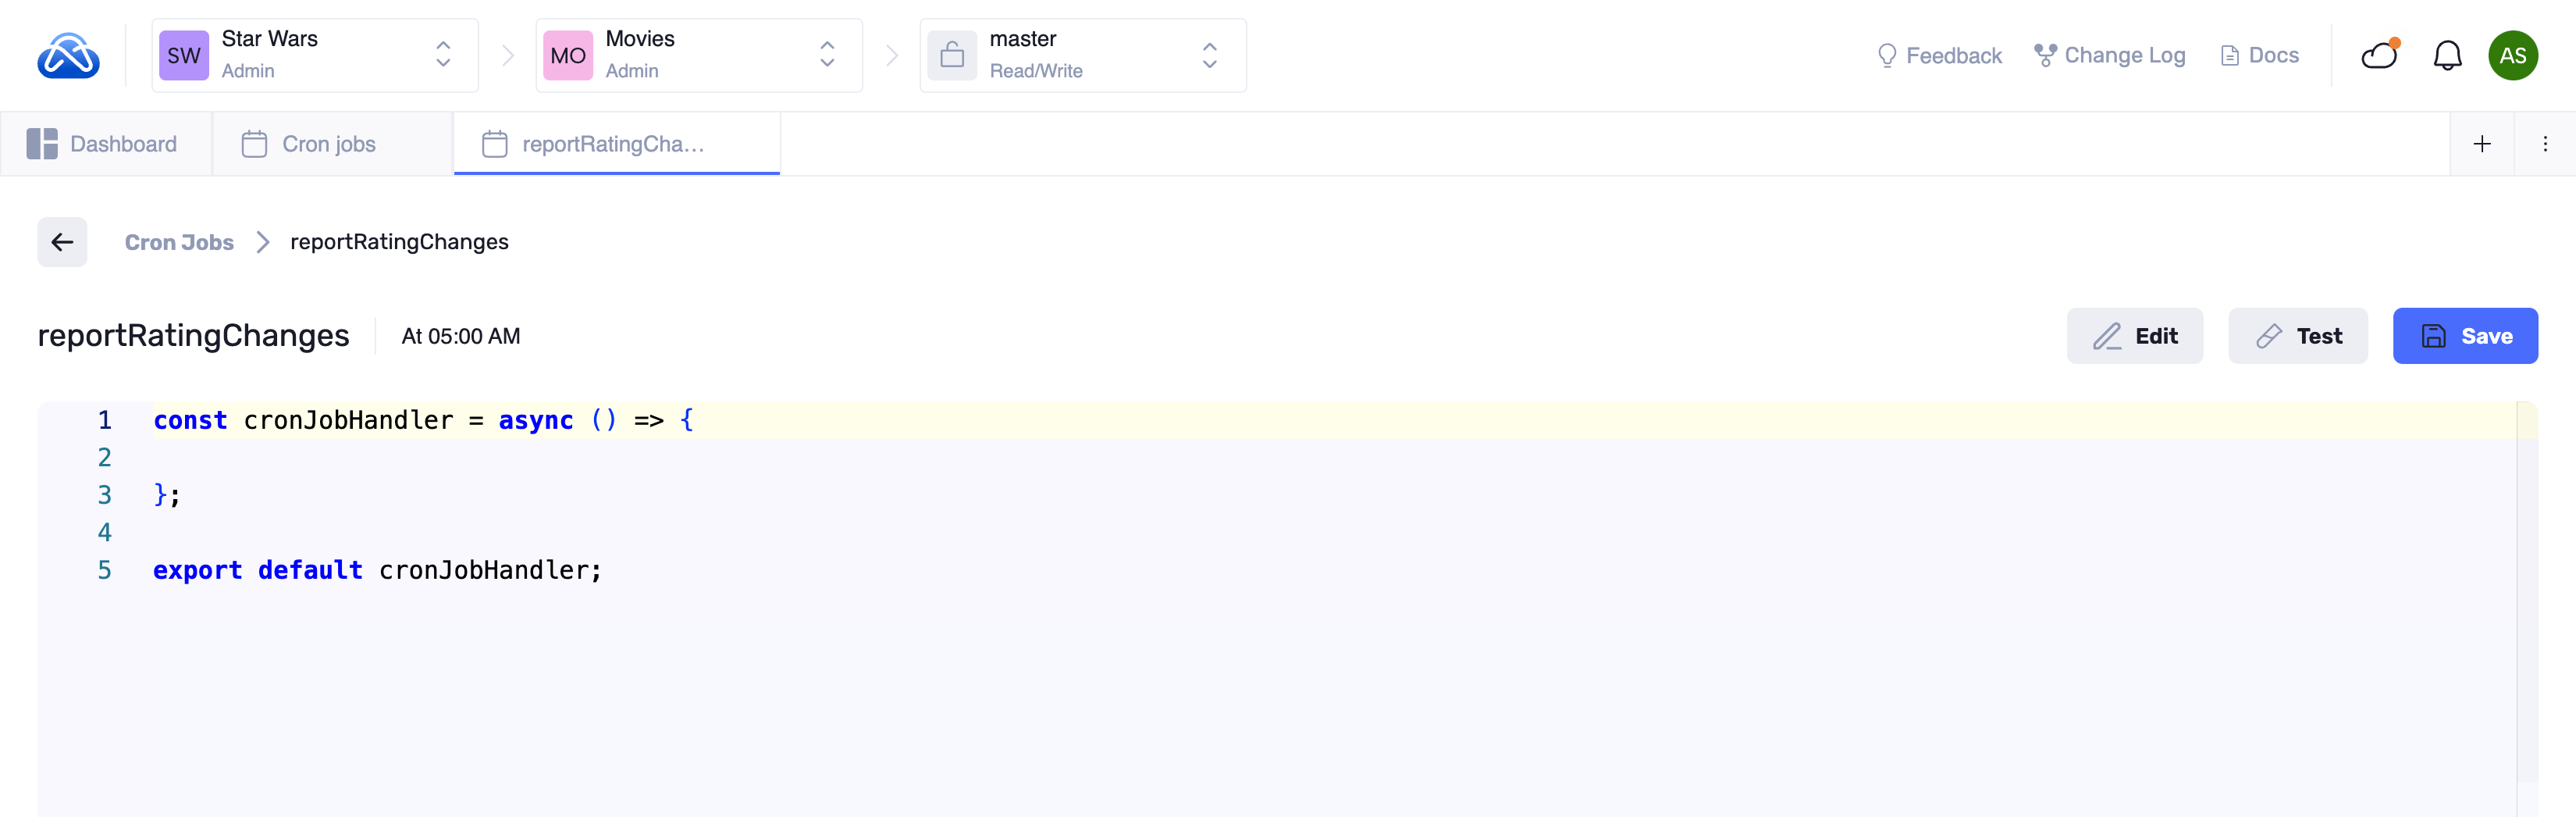 SW Star Wars Admin MO Movies Admin master Read/Write Feedback Change Log Docs AS
Dashboard Cron jobs reportRatingCha...
Cron Jobs reportRatingChanges
reportRatingChanges At 05:00 AM Edit Test Save
1 const cronJobHandler = async () => {
2
3 };
4
5 export default cronJobHandler;